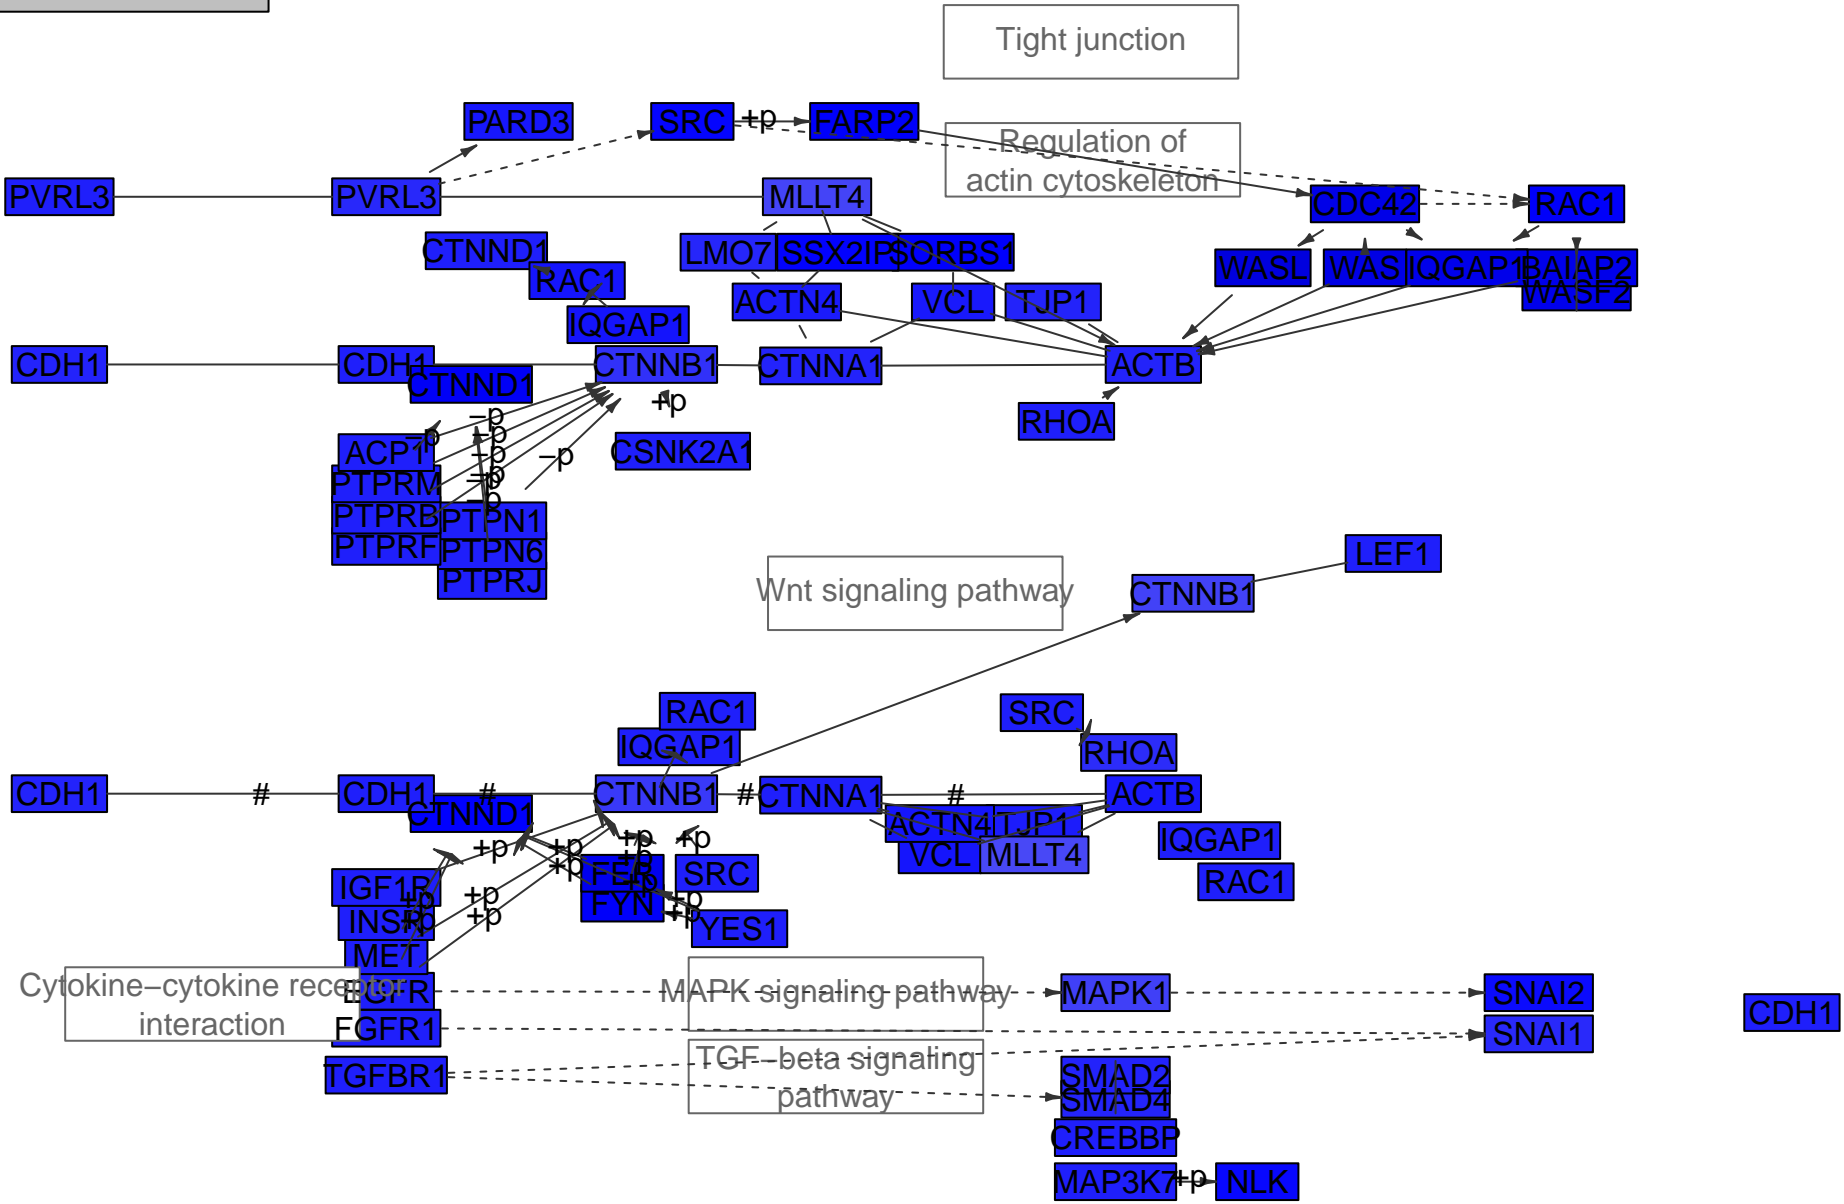 Tight junction
PARD3
SRC
+p
FARP2
Regulation of
actin cytoskeleton
PVRL3
PVRL3
MLLT4
CDC42
RAC1
CTNND1
RAC1
LMO7
SSX2IP
SORBS1
WASL
WAS
IQGAP1
BAIAP2
WASF2
IQGAP1
ACTN4
VCL
TJP1
CDH1
CDH1
CTNND1
CTNNB1
CTNNA1
ACTB
+p
RHOA
−p
−p
−p
−p
−p
−p
−p
−p
ACP1
CSNK2A1
PTPRM
PTPRB
PTPN1
PTPRF
PTPN6
PTPRJ
LEF1
Wnt signaling pathway
CTNNB1
RAC1
SRC
IQGAP1
RHOA
CDH1
#
CDH1
#
CTNND1
CTNNB1
#
CTNNA1
#
ACTB
ACTN4
TJP1
IQGAP1
VCL
MLLT4
+p
+p
+p
+p
+p
+p
+p
IGF1R
FER
SRC
RAC1
+p
+p
+p
+p
+p
+p
INSR
FYN
YES1
MET
Cytokine−cytokine receptor
interaction
EGFR
MAPK signaling pathway
MAPK1
SNAI2
CDH1
FGFR1
SNAI1
TGF−beta signaling
pathway
TGFBR1
SMAD2
SMAD4
CREBBP
MAP3K7
+p
NLK